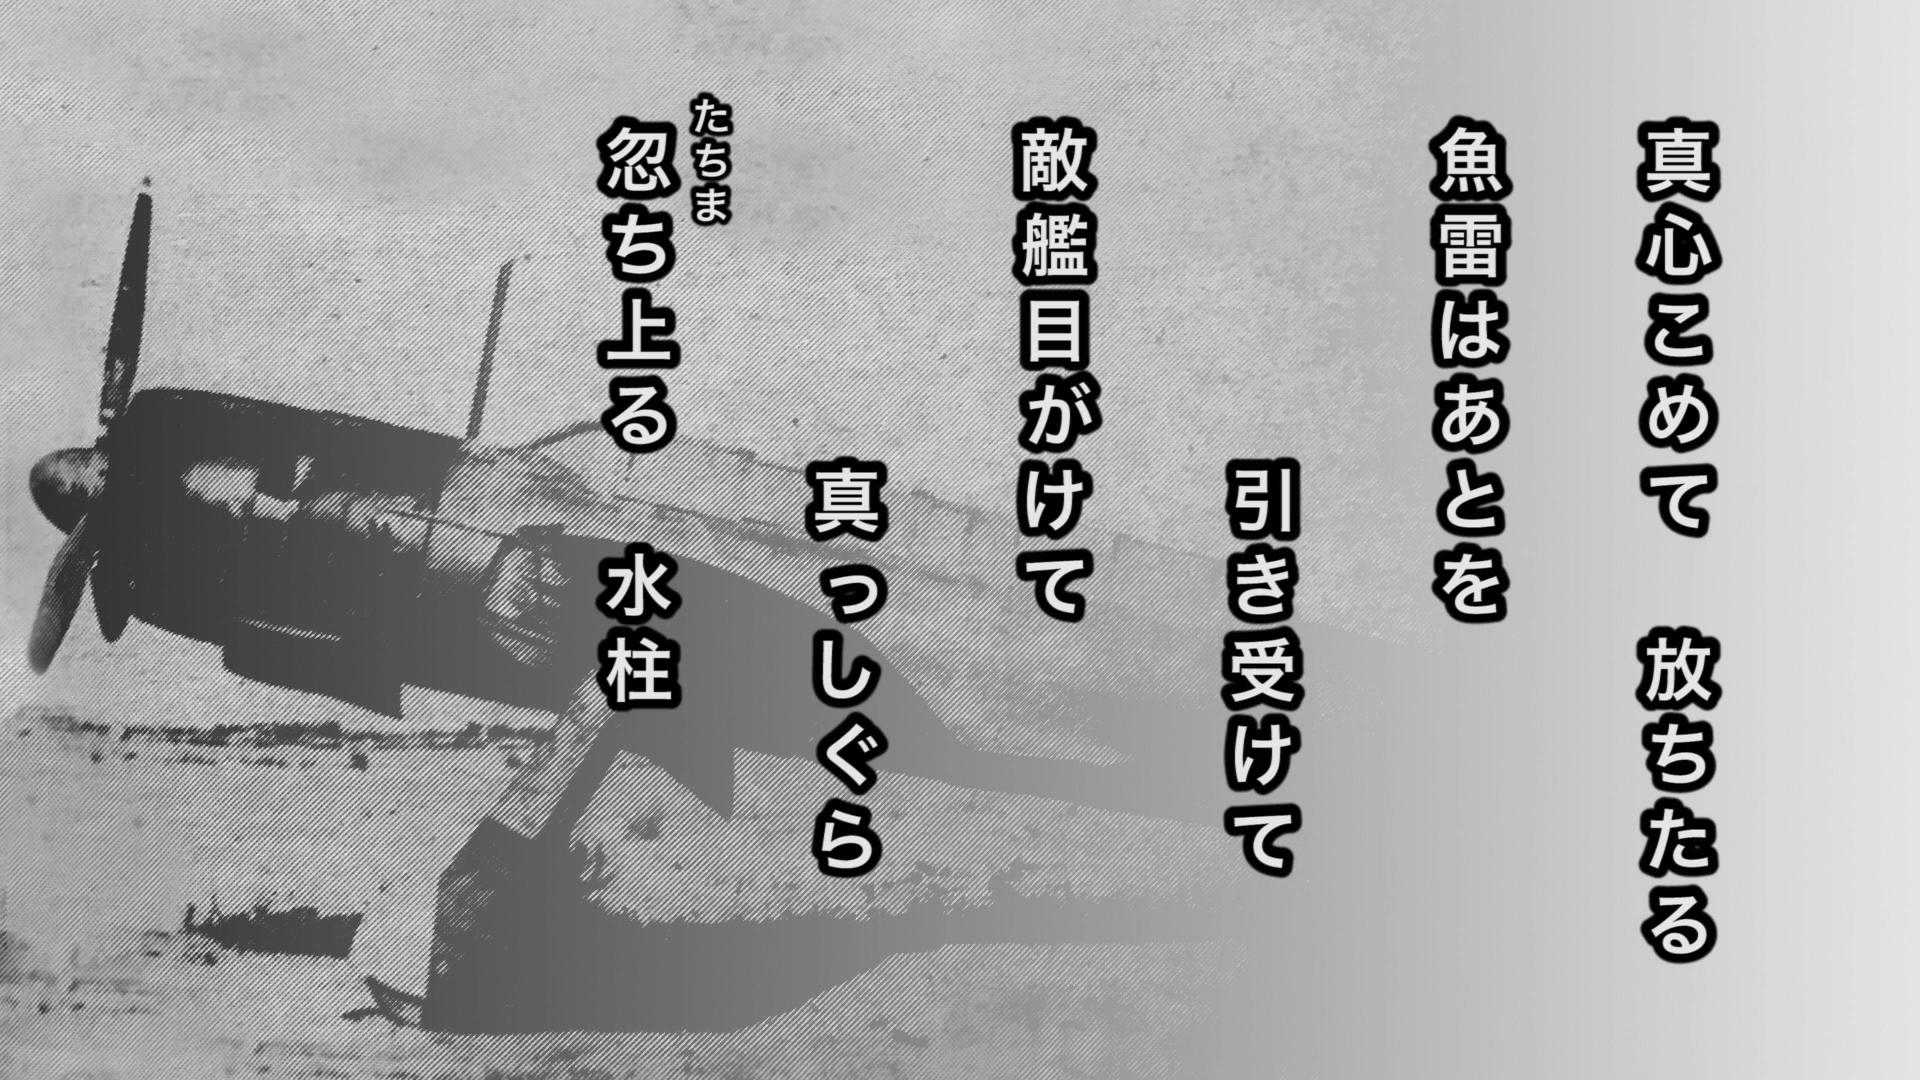 真心こめて　放ちたる
魚雷はあとを
引き受けて
敵艦目がけて
真っしぐら
忽ち上る　水柱
たちま